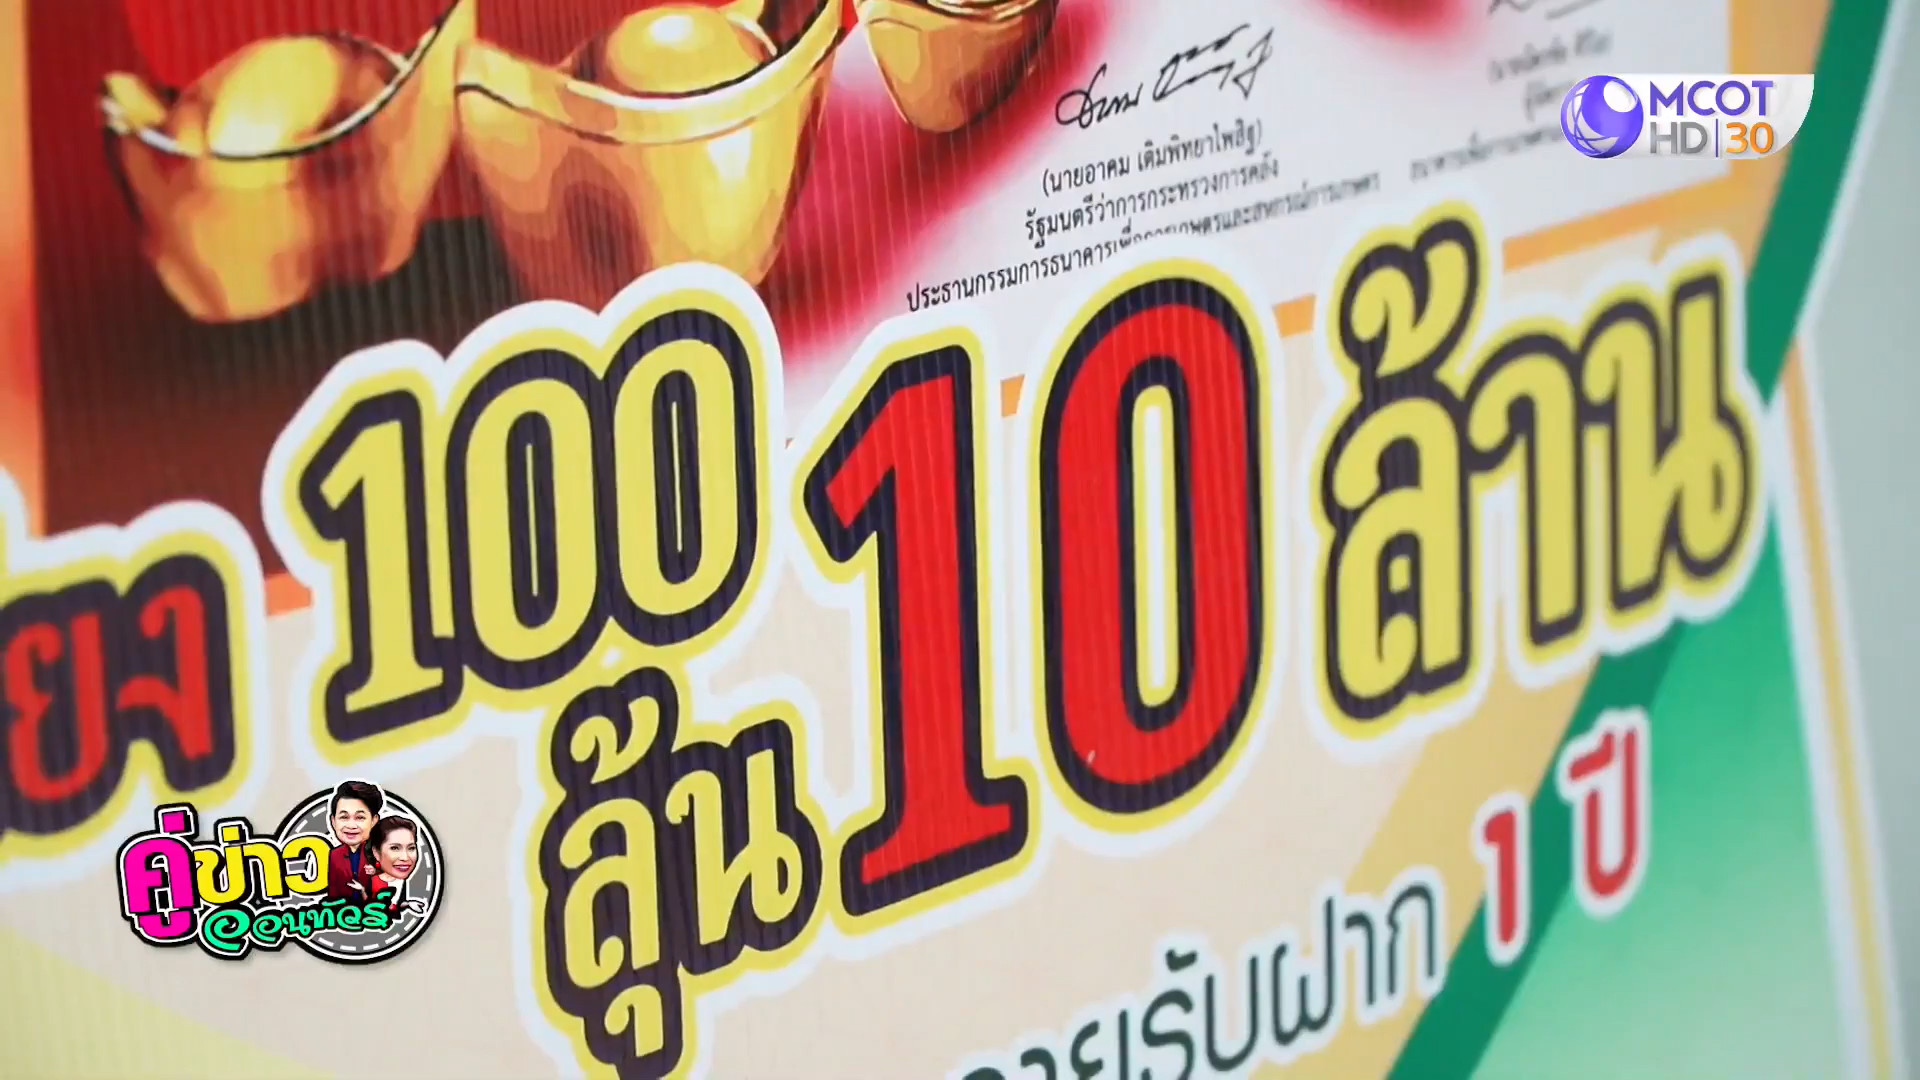 MCOT
HD 30
(นายอาคม เติมพิทยาไพสิฐ)
รัฐมนตรีว่าการกระทรวงการคลัง
ประธานกรรมการธนาคารเพื่อการเกษตรและสหกรณ์การเกษตร
100
ลุ้น 10 ล้าน
รับฝาก 1 ปี
คู่ข่าว
ออนทัวร์